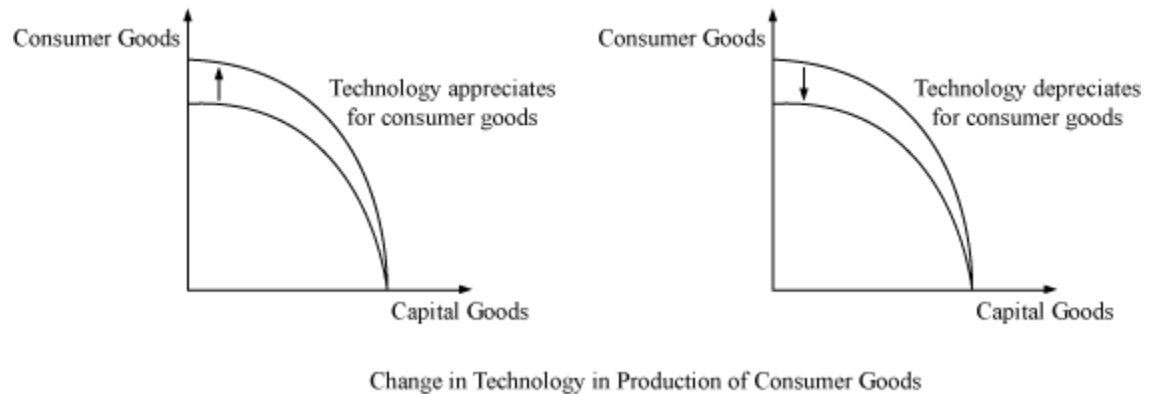 Consumer Goods
Technology appreciates
for consumer goods
Capital Goods
Consumer Goods
Technology depreciates
for consumer goods
Capital Goods
Change in Technology in Production of Consumer Goods